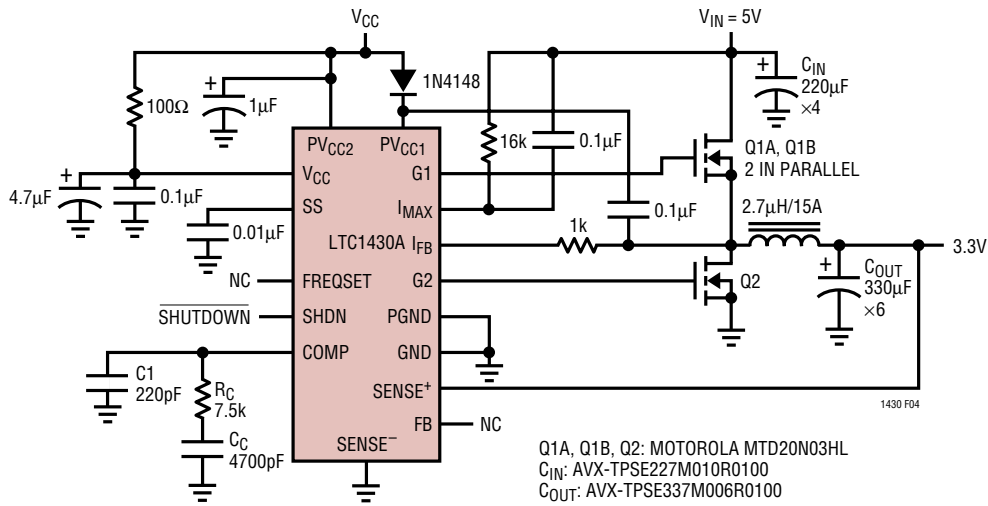 VCC
VIN = 5V
1N4148
+
CIN
220µF
×4
100Ω
+
1µF
16k
0.1µF
Q1A, Q1B
2 IN PARALLEL
PVCC2
PVCC1
VCC
G1
+
4.7µF
0.1µF
SS
IMAX
0.1µF
2.7µH/15A
0.01µF
LTC1430A
IFB
1k
3.3V
NC
FREQSET
G2
Q2
+
COUT
330µF
×6
SHUTDOWN
SHDN
PGND
COMP
GND
C1
220pF
RC
7.5k
SENSE+
1430 F04
FB
NC
CC
4700pF
SENSE−
Q1A, Q1B, Q2: MOTOROLA MTD20N03HL
CIN: AVX-TPSE227M010R0100
COUT: AVX-TPSE337M006R0100